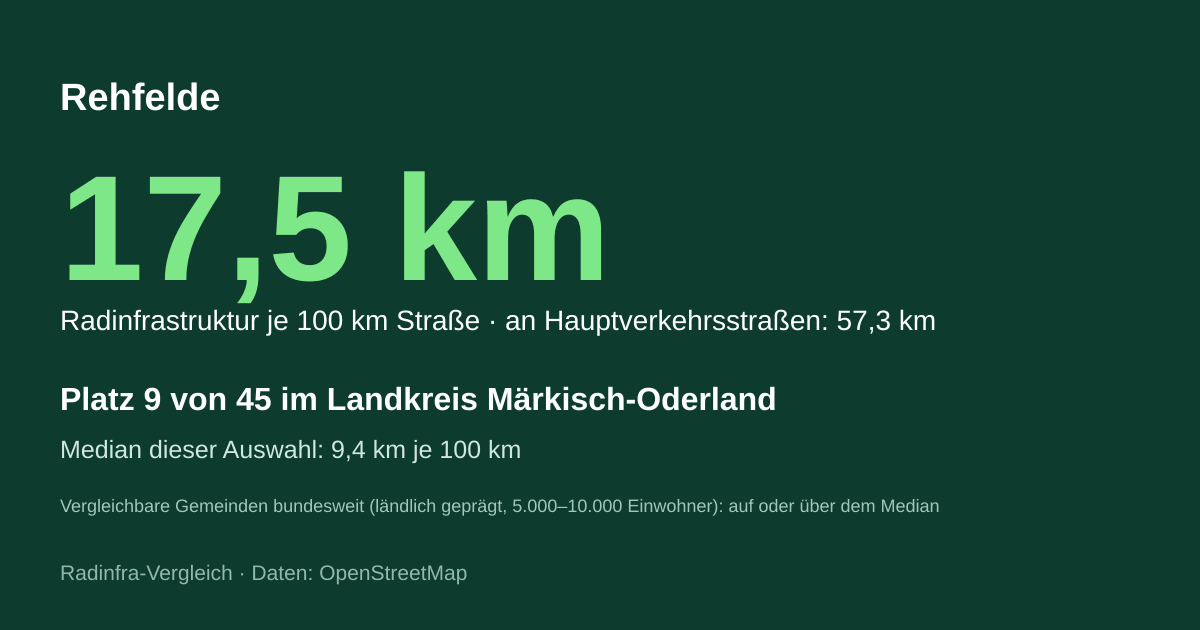 Rehfelde
17,5 km
Radinfrastruktur je 100 km Straße · an Hauptverkehrsstraßen: 57,3 km
Platz 9 von 45 im Landkreis Märkisch-Oderland
Median dieser Auswahl: 9,4 km je 100 km
Vergleichbare Gemeinden bundesweit (ländlich geprägt, 5.000–10.000 Einwohner): auf oder über dem Median
Radinfra-Vergleich · Daten: OpenStreetMap